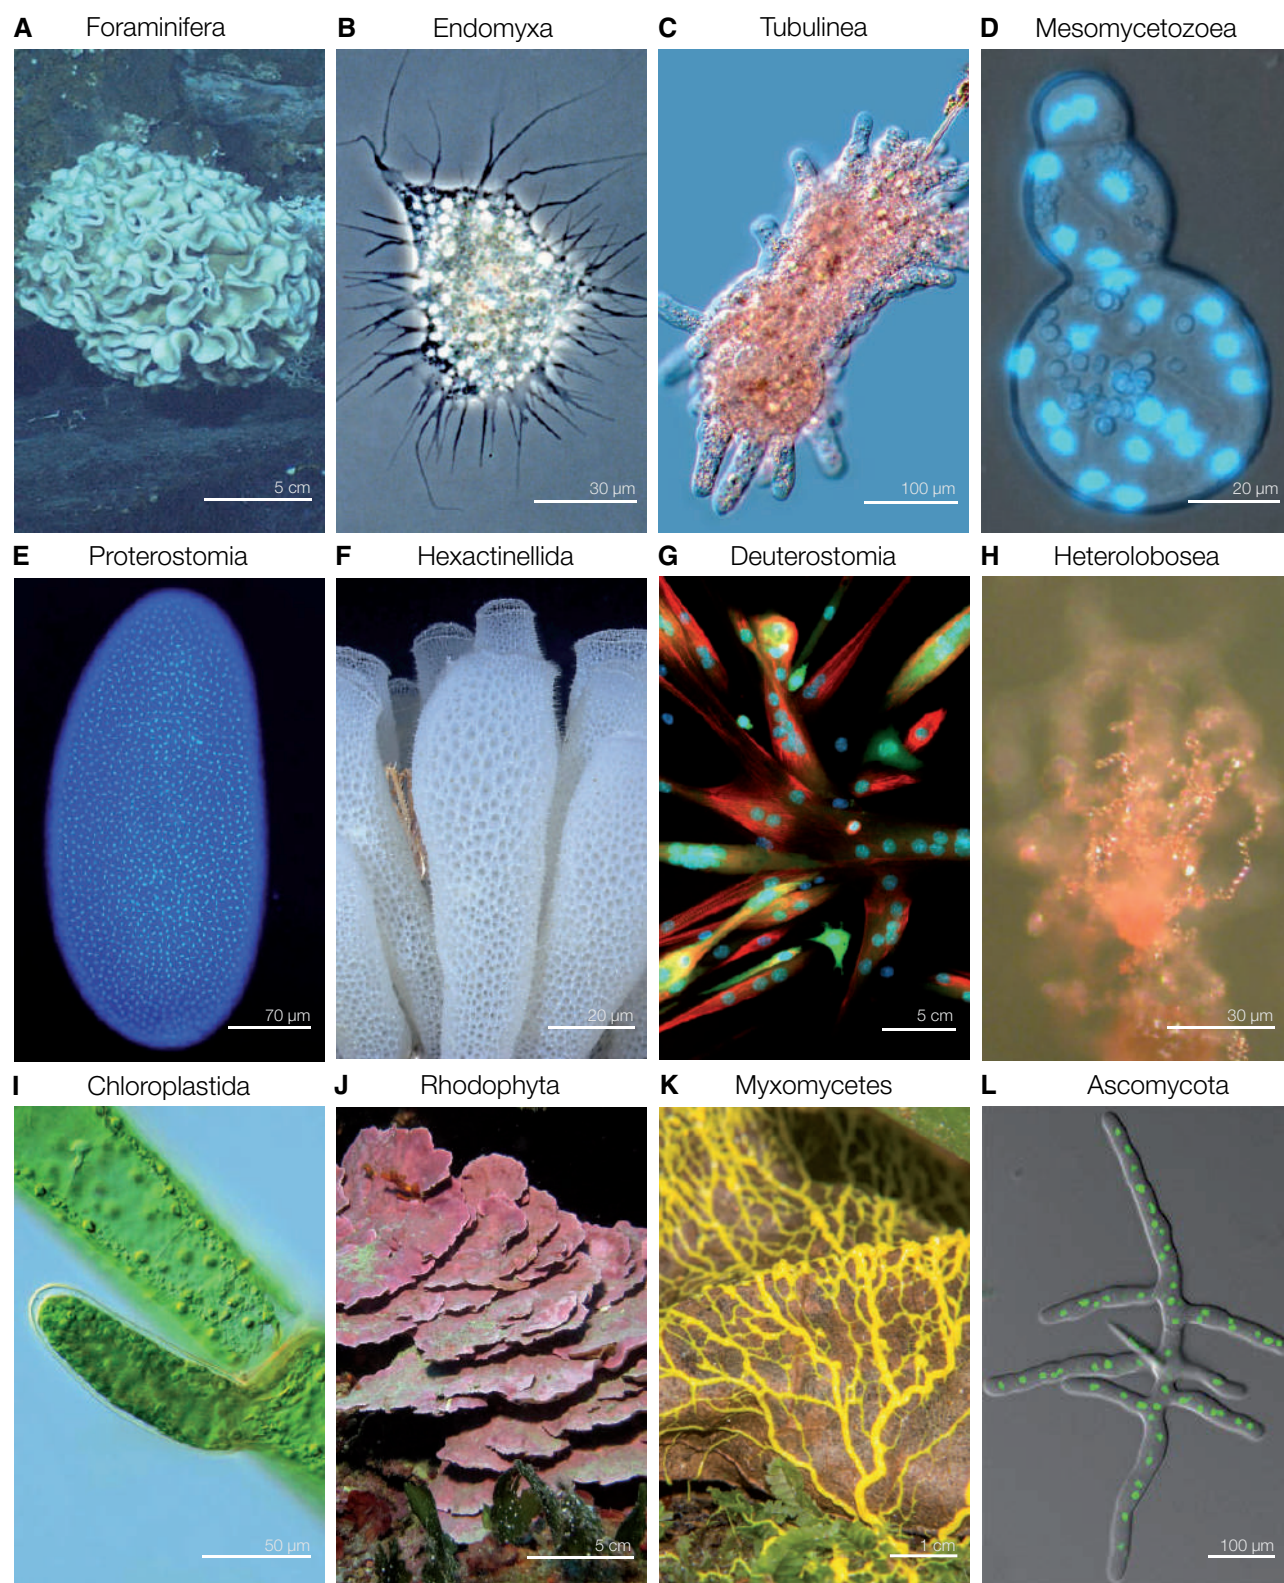 A Foraminifera
B Endomyxa
C Tubulinea
D Mesomycetozoea
5 cm
30 µm
100 µm
20 µm
E Proterostomia
F Hexactinellida
G Deuterostomia
H Heterolobosea
70 µm
20 µm
5 cm
30 µm
I Chloroplastida
J Rhodophyta
K Myxomycetes
L Ascomycota
50 µm
5 cm
1 cm
100 µm